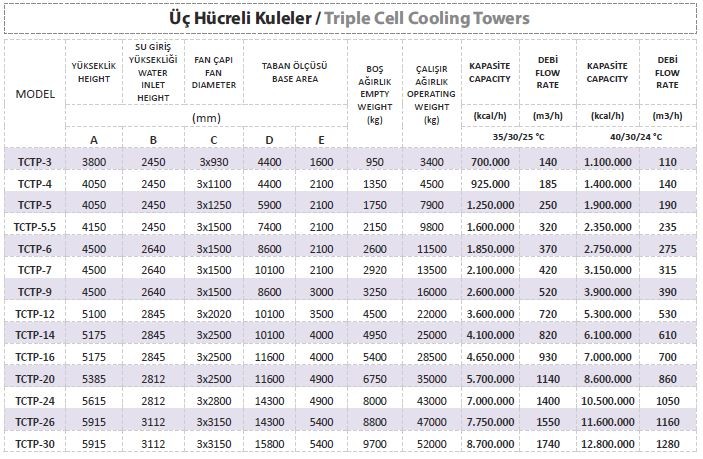 Üç Hücreli Kuleler / Triple Cell Cooling Towers
MODEL
YÜKSEKLİK HEIGHT
SU GİRİŞ YÜKSEKLİĞİ WATER INLET HEIGHT
FAN ÇAPI FAN DIAMETER
TABAN ÖLÇÜSÜ BASE AREA
BOŞ AĞIRLIK EMPTY WEIGHT (kg)
ÇALIŞIR AĞIRLIK OPERATING WEIGHT (kg)
KAPASİTE CAPACITY
DEBİ FLOW RATE
KAPASİTE CAPACITY
DEBİ FLOW RATE
(mm)
(kcal/h) (m3/h) (kcal/h) (m3/h)
A B C D E
35/30/25 °C 40/30/24 °C
TCTP-3 3800 2450 3x930 4400 1600 950 3400 700.000 140 1.100.000 110
TCTP-4 4050 2450 3x1100 4400 2100 1350 4500 925.000 185 1.400.000 140
TCTP-5 4050 2450 3x1250 5900 2100 1750 7900 1.250.000 250 1.900.000 190
TCTP-5.5 4150 2450 3x1500 7400 2100 2150 9800 1.600.000 320 2.350.000 235
TCTP-6 4500 2640 3x1500 8600 2100 2600 11500 1.850.000 370 2.750.000 275
TCTP-7 4500 2640 3x1500 10100 2100 2920 13500 2.100.000 420 3.150.000 315
TCTP-9 4500 2640 3x1500 8600 3000 3250 16000 2.600.000 520 3.900.000 390
TCTP-12 5100 2845 3x2020 10100 3500 4500 22000 3.600.000 720 5.300.000 530
TCTP-14 5175 2845 3x2500 10100 4000 4950 25000 4.100.000 820 6.100.000 610
TCTP-16 5175 2845 3x2500 11600 4000 5400 28500 4.650.000 930 7.000.000 700
TCTP-20 5385 2812 3x2500 11600 4900 6750 35000 5.700.000 1140 8.600.000 860
TCTP-24 5615 2812 3x2800 14300 4900 8000 43000 7.000.000 1400 10.500.000 1050
TCTP-26 5915 3112 3x3150 14300 5400 8800 47000 7.750.000 1550 11.600.000 1160
TCTP-30 5915 3112 3x3150 15800 5400 9700 52000 8.700.000 1740 12.800.000 1280